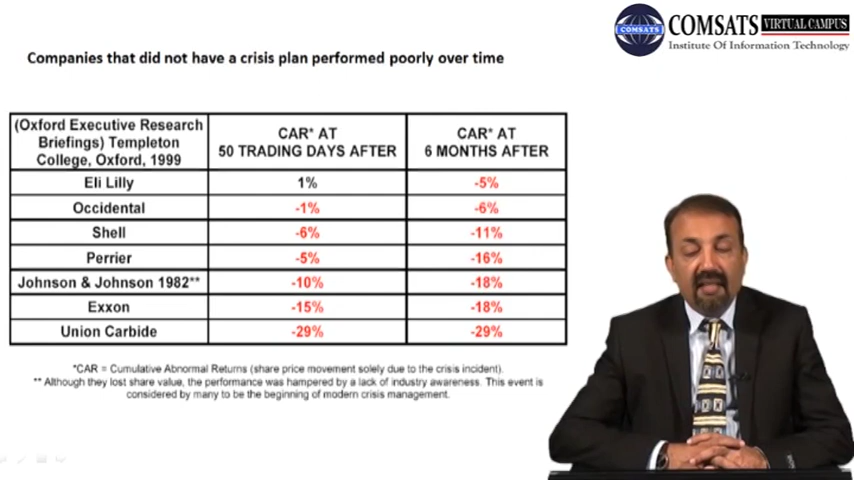 COMSATS
COMSATS VIRTUAL CAMPUS
Institute Of Information Technology
Companies that did not have a crisis plan performed poorly over time
(Oxford Executive Research
Briefings) Templeton
College, Oxford, 1999
CAR* AT
50 TRADING DAYS AFTER
CAR* AT
6 MONTHS AFTER
Eli Lilly 1% -5%
Occidental -1% -6%
Shell -6% -11%
Perrier -5% -16%
Johnson & Johnson 1982** -10% -18%
Exxon -15% -18%
Union Carbide -29% -29%
*CAR = Cumulative Abnormal Returns (share price movement solely due to the crisis incident).
** Although they lost share value, the performance was hampered by a lack of industry awareness. This event is
considered by many to be the beginning of modern crisis management.